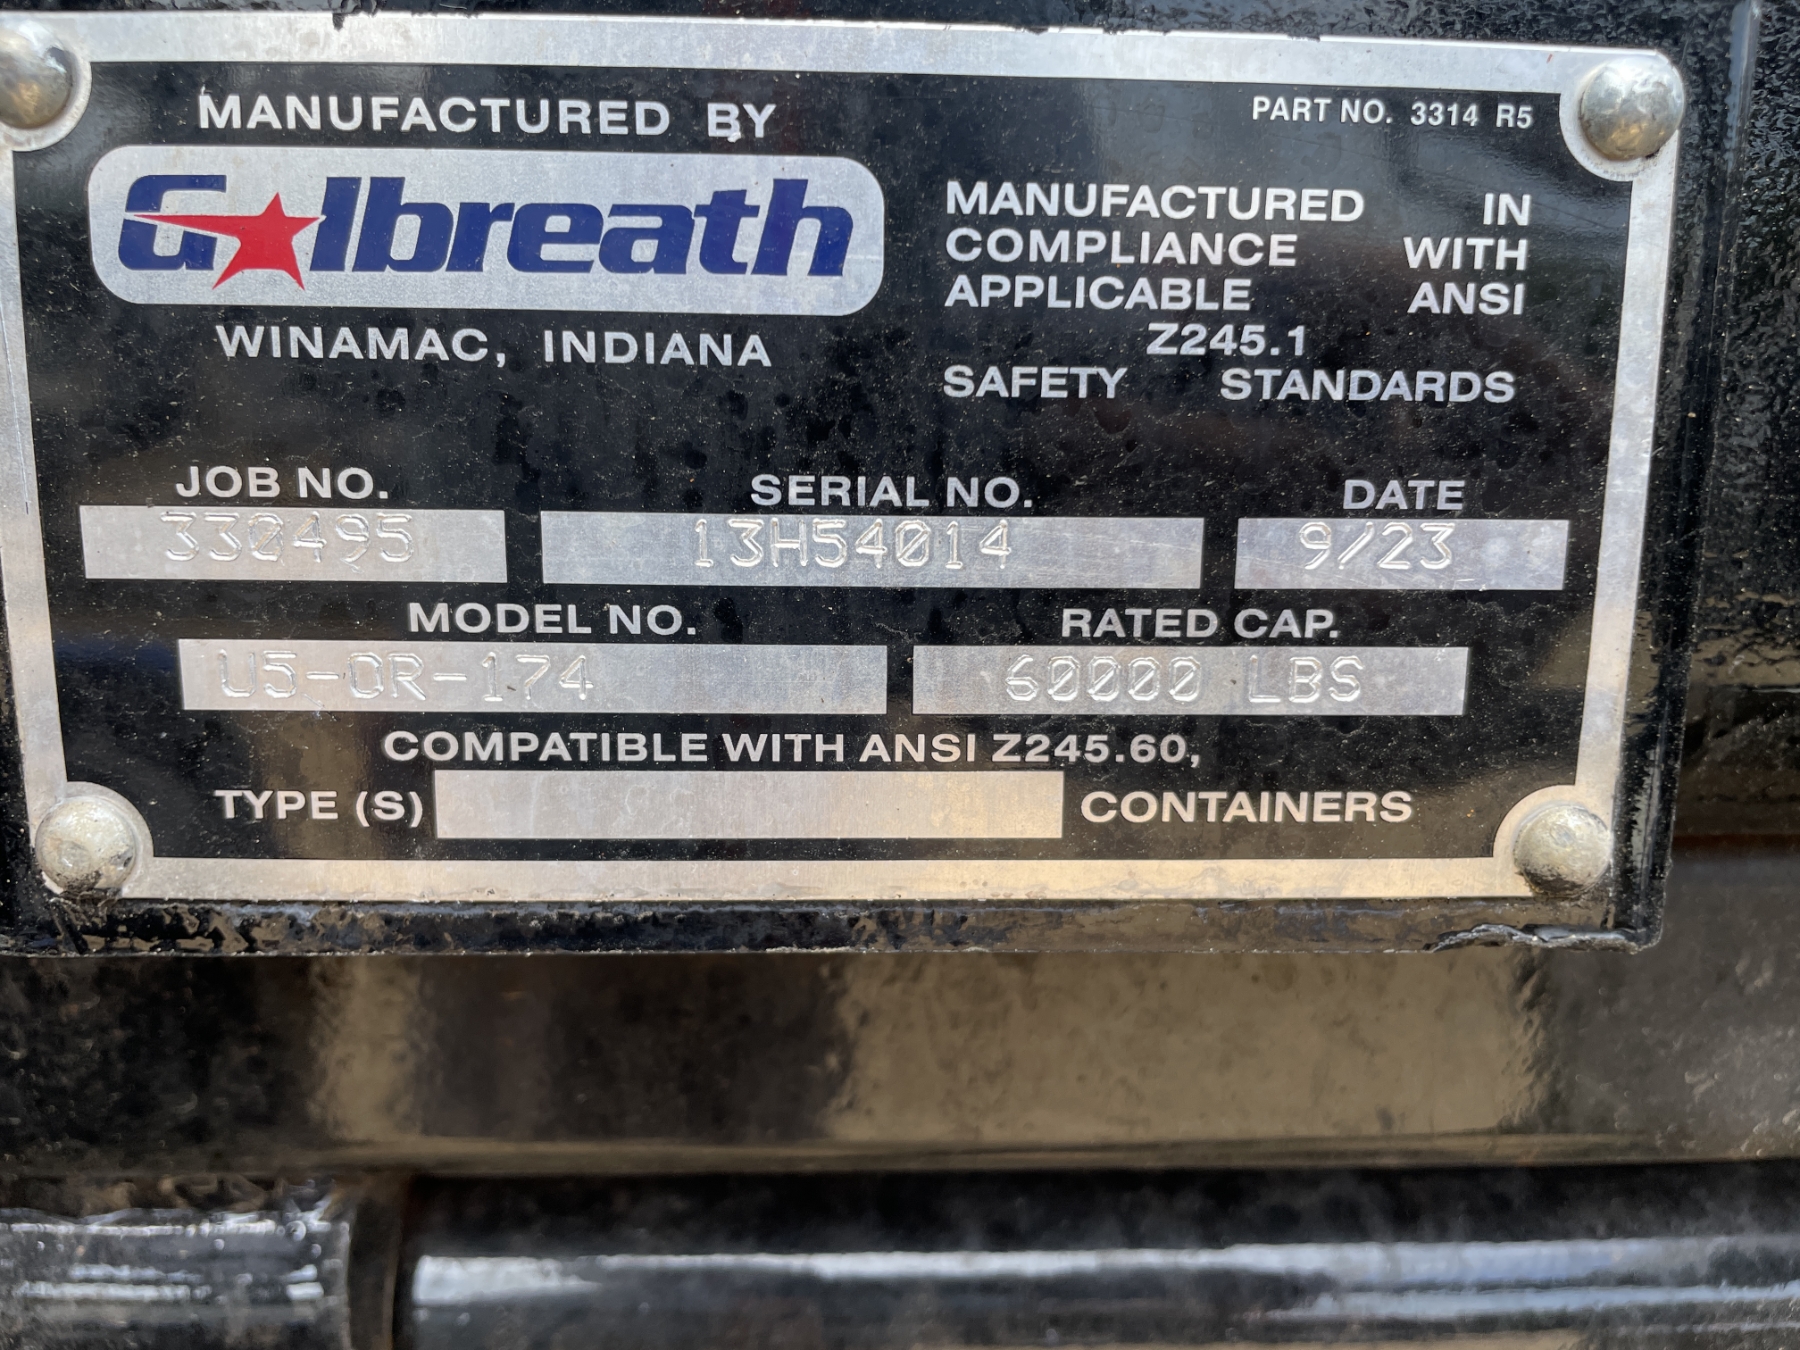 MANUFACTURED BY
Galbreath
WINAMAC, INDIANA
PART NO. 3314 R5
MANUFACTURED IN
COMPLIANCE WITH
APPLICABLE ANSI
Z245.1
SAFETY STANDARDS
JOB NO. SERIAL NO. DATE
330495 13H54014 9/23
MODEL NO. RATED CAP.
U5-OR-174 60000 LBS
COMPATIBLE WITH ANSI Z245.60,
TYPE (S) CONTAINERS